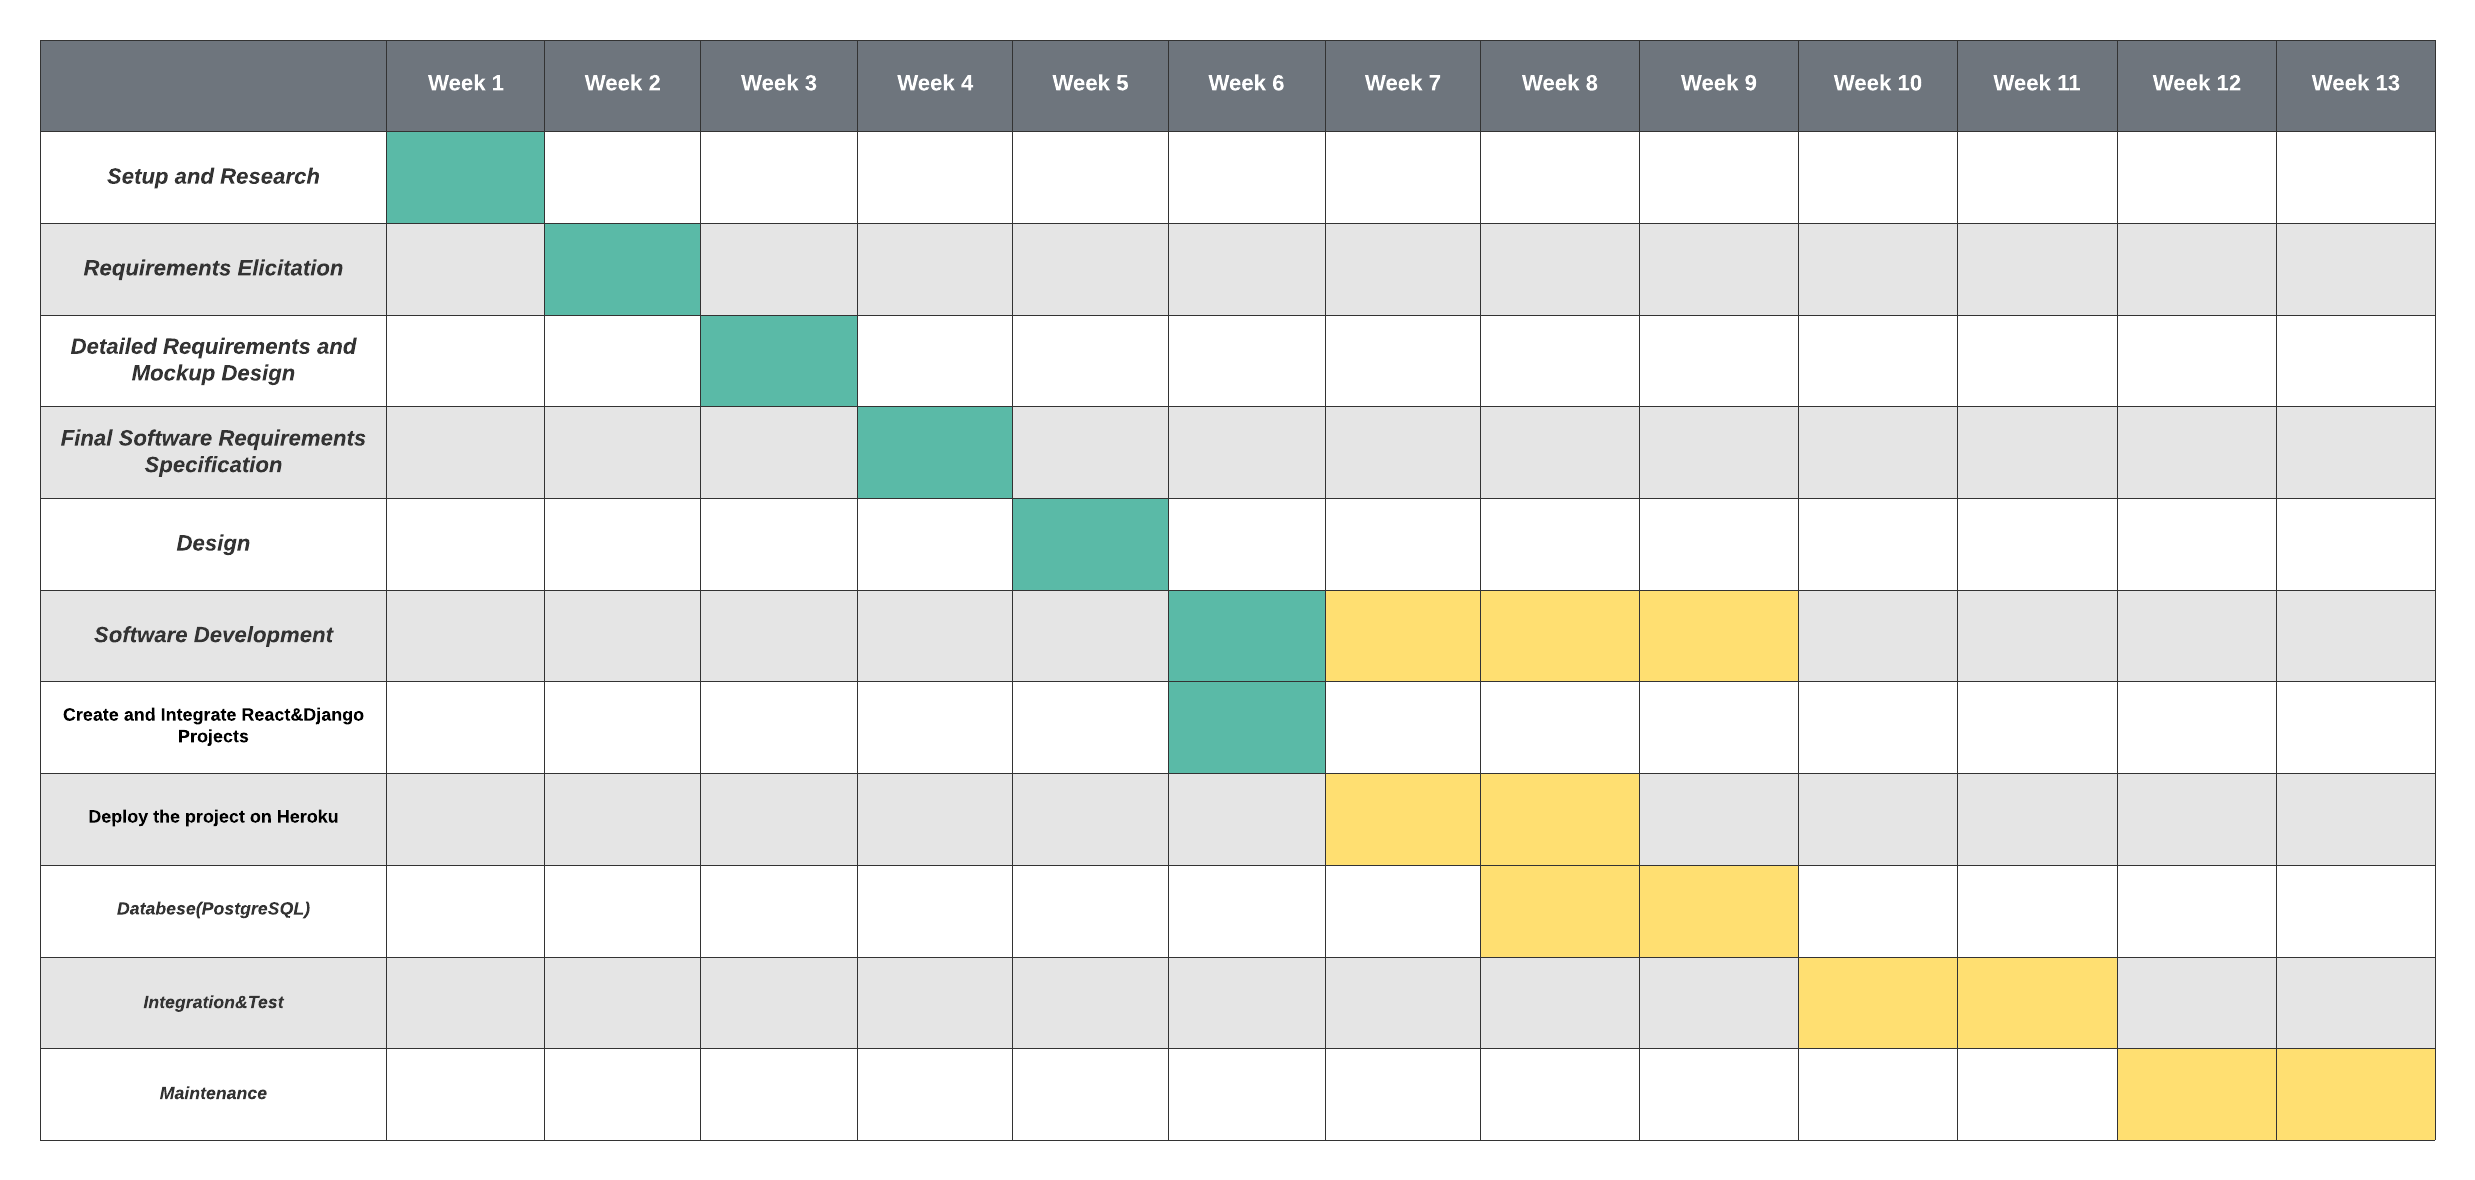 Week 1 Week 2 Week 3 Week 4 Week 5 Week 6 Week 7 Week 8 Week 9 Week 10 Week 11 Week 12 Week 13
Setup and Research
Requirements Elicitation
Detailed Requirements and
Mockup Design
Final Software Requirements
Specification
Design
Software Development
Create and Integrate React&Django
Projects
Deploy the project on Heroku
Databese(PostgreSQL)
Integration&Test
Maintenance